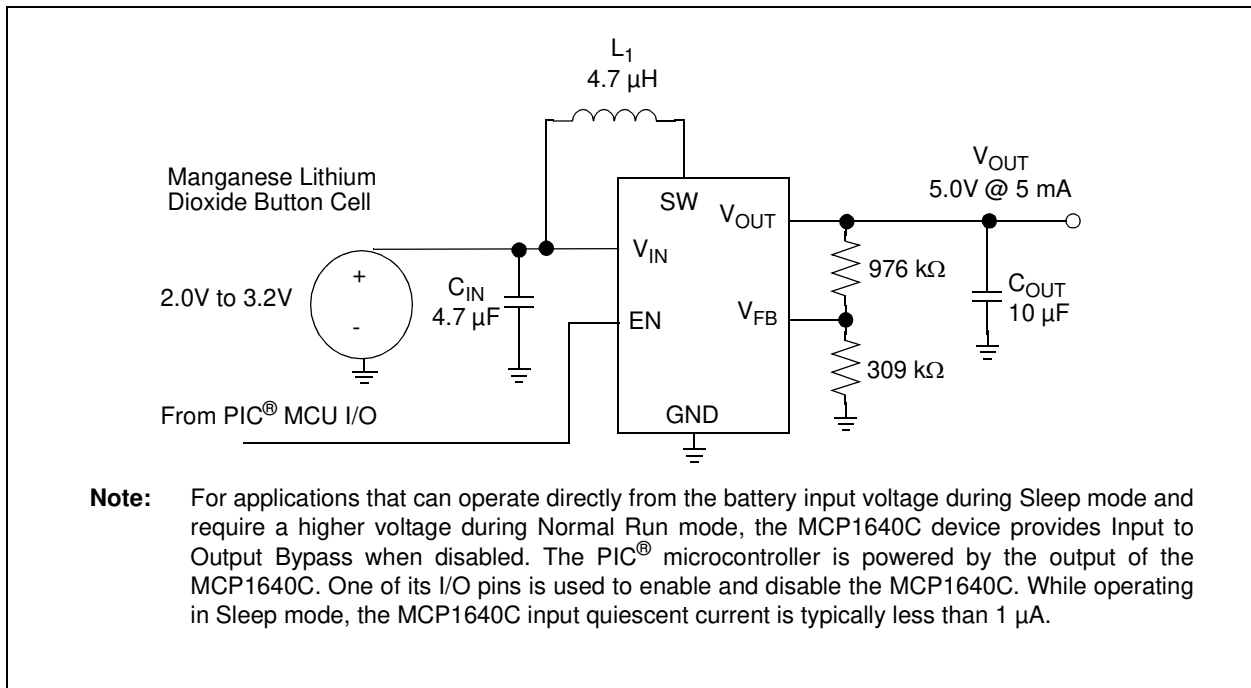 L1
4.7 µH
Manganese Lithium
Dioxide Button Cell
VOUT
5.0V @ 5 mA
SW
VOUT
VIN
+
2.0V to 3.2V
-
CIN
4.7 µF
976 kΩ
COUT
10 µF
EN
VFB
309 kΩ
From PIC® MCU I/O
GND
Note: For applications that can operate directly from the battery input voltage during Sleep mode and
require a higher voltage during Normal Run mode, the MCP1640C device provides Input to
Output Bypass when disabled. The PIC® microcontroller is powered by the output of the
MCP1640C. One of its I/O pins is used to enable and disable the MCP1640C. While operating
in Sleep mode, the MCP1640C input quiescent current is typically less than 1 µA.